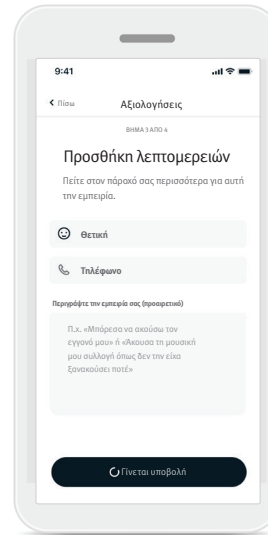 9:41
Πίσω
Αξιολογήσεις
ΒΗΜΑ 3 ΑΠΟ 4
Προσθήκη λεπτομερειών
Πείτε στον πάροχό σας περισσότερα για αυτή
την εμπειρία.
Θετική
Τηλέφωνο
Περιγράψτε την εμπειρία σας (προαιρετικό)
Π.χ. «Μπόρεσα να ακούσω τον
εγγονό μου» ή «Άκουσα τη μουσική
μου συλλογή όπως δεν την είχα
ξανακούσει ποτέ»
Γίνεται υποβολή